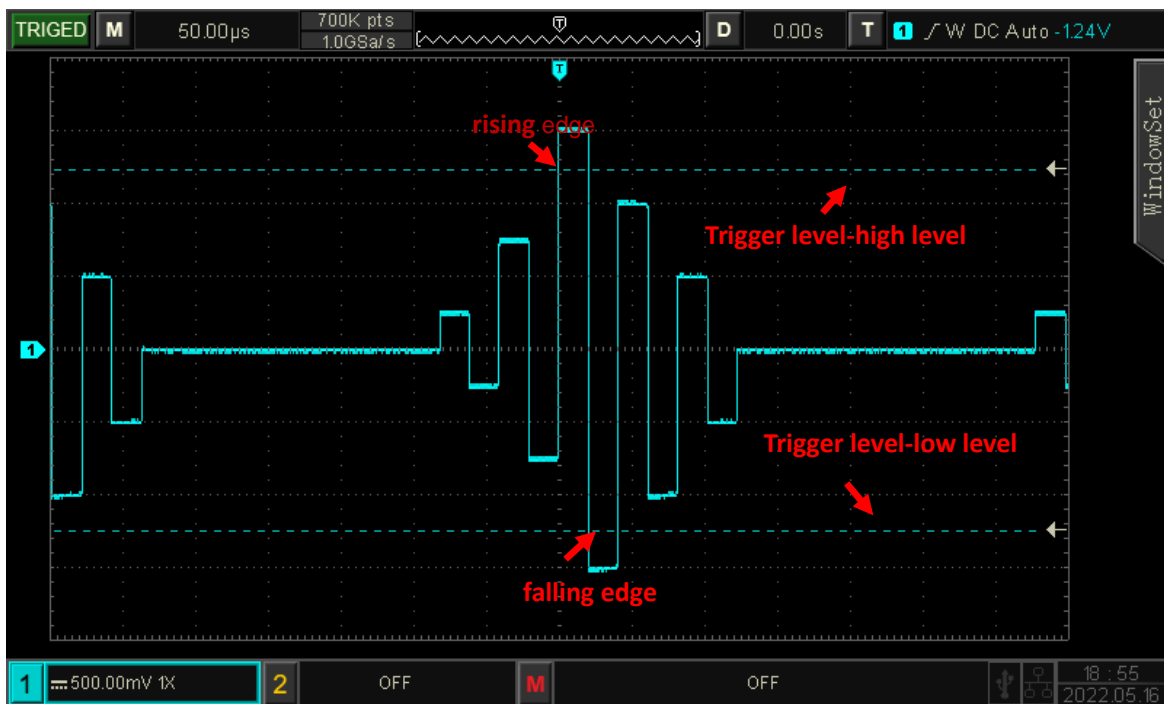 TRIGED M 50.00µs 700K pts D 0.00s T 1 W DC Auto -1.24V
1.0GSa/s
T
T
WindowSet
rising edge
Trigger level-high level
1
Trigger level-low level
falling edge
1 500.00mV 1X 2 OFF M OFF 18 : 55
2022.05.16